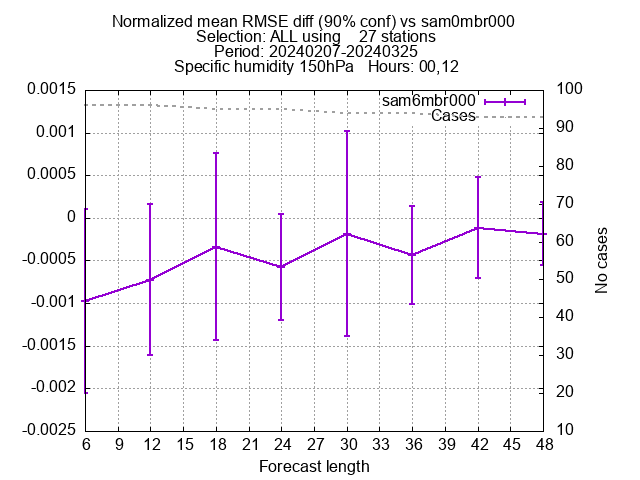 Normalized mean RMSE diff (90% conf) vs sam0mbr000
Selection: ALL using    27 stations
Period: 20240207-20240325
Specific humidity 150hPa   Hours: 00,12
sam6mbr000
Cases
0.0015
0.001
0.0005
0
-0.0005
-0.001
-0.0015
-0.002
-0.0025
100
90
80
70
60
50
40
30
20
10
No cases
6 9 12 15 18 21 24 27 30 33 36 39 42 45 48
Forecast length